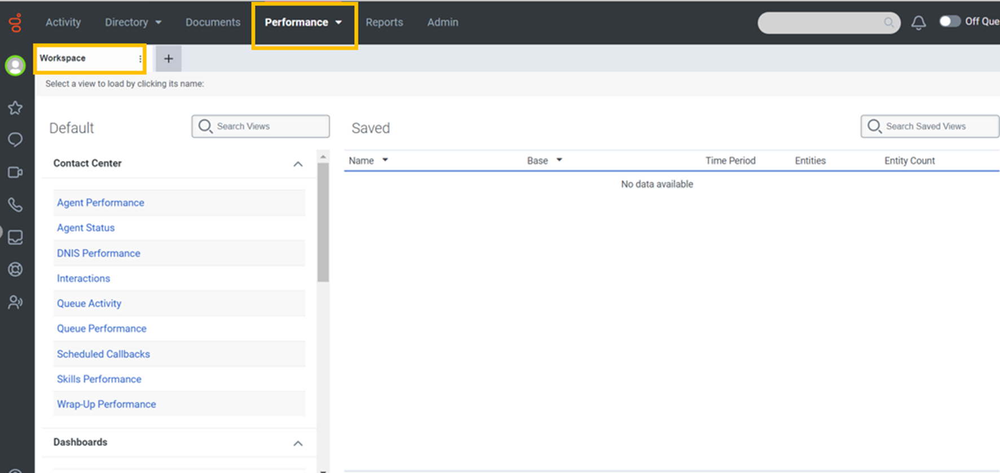 Activity Directory Documents Performance Reports Admin Off Que
Workspace +
Select a view to load by clicking its name:
Default Search Views
Saved Search Saved Views
Contact Center
Name Base Time Period Entities Entity Count
No data available
Agent Performance
Agent Status
DNIS Performance
Interactions
Queue Activity
Queue Performance
Scheduled Callbacks
Skills Performance
Wrap-Up Performance
Dashboards